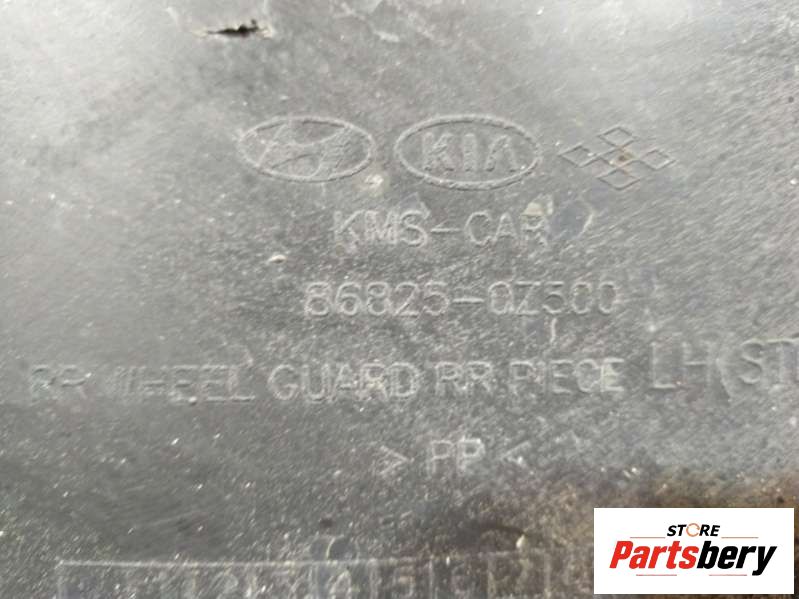 KIA
KMS-CAR
86825-0Z500
RR WHEEL GUARD RR PIECE LH(ST
> PP <
STORE
Partsbery